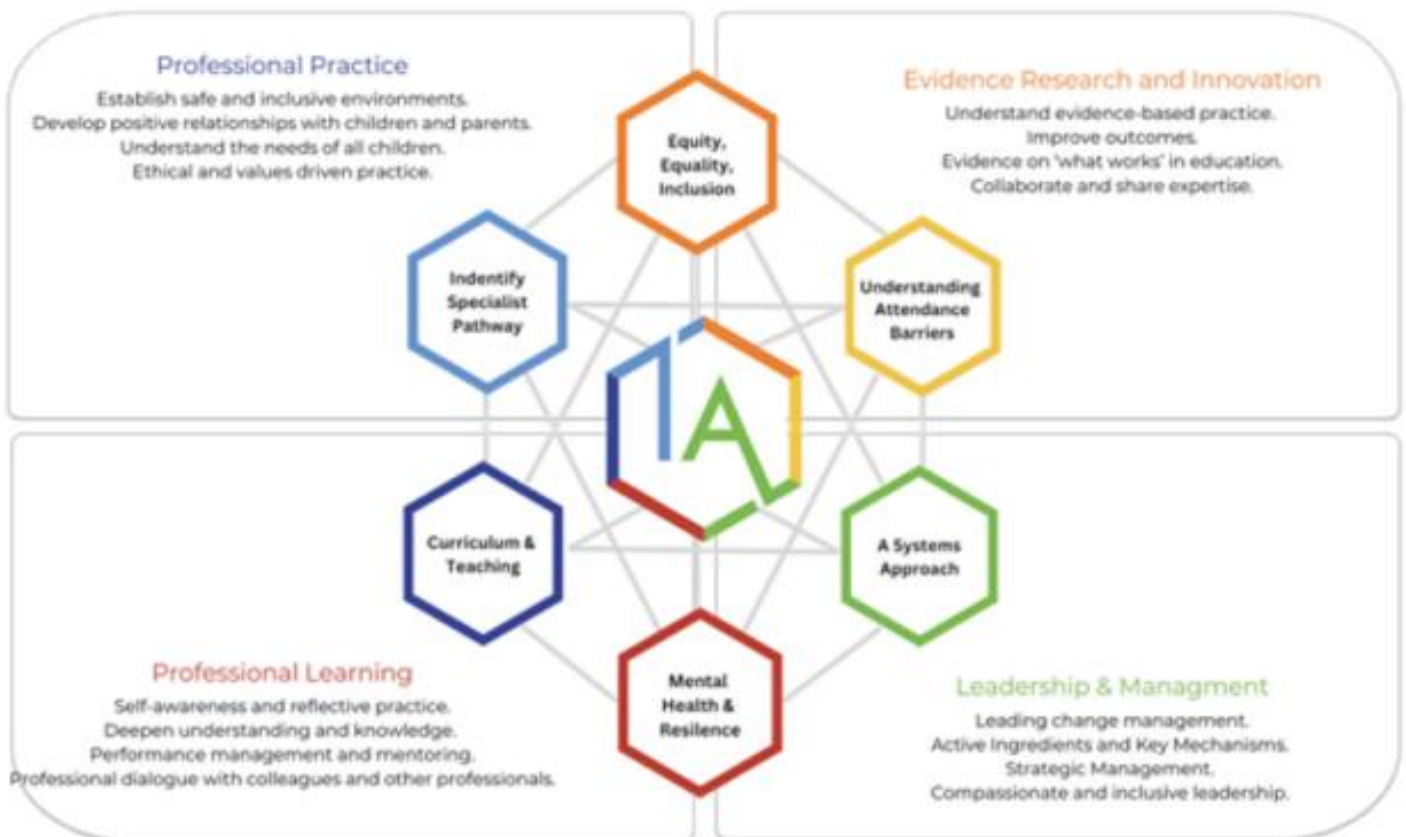 Professional Practice
Establish safe and inclusive environments.
Develop positive relationships with children and parents.
Understand the needs of all children.
Ethical and values driven practice.
Evidence Research and Innovation
Understand evidence-based practice.
Improve outcomes.
Evidence on 'what works' in education.
Collaborate and share expertise.
Equity,
Equality,
Inclusion
Indentify
Specialist
Pathway
Understanding
Attendance
Barriers
1A
Curriculum &
Teaching
A Systems
Approach
Mental
Health &
Resilence
Professional Learning
Self-awareness and reflective practice.
Deepen understanding and knowledge.
Performance management and mentoring.
Professional dialogue with colleagues and other professionals.
Leadership & Managment
Leading change management.
Active Ingredients and Key Mechanisms.
Strategic Management.
Compassionate and inclusive leadership.